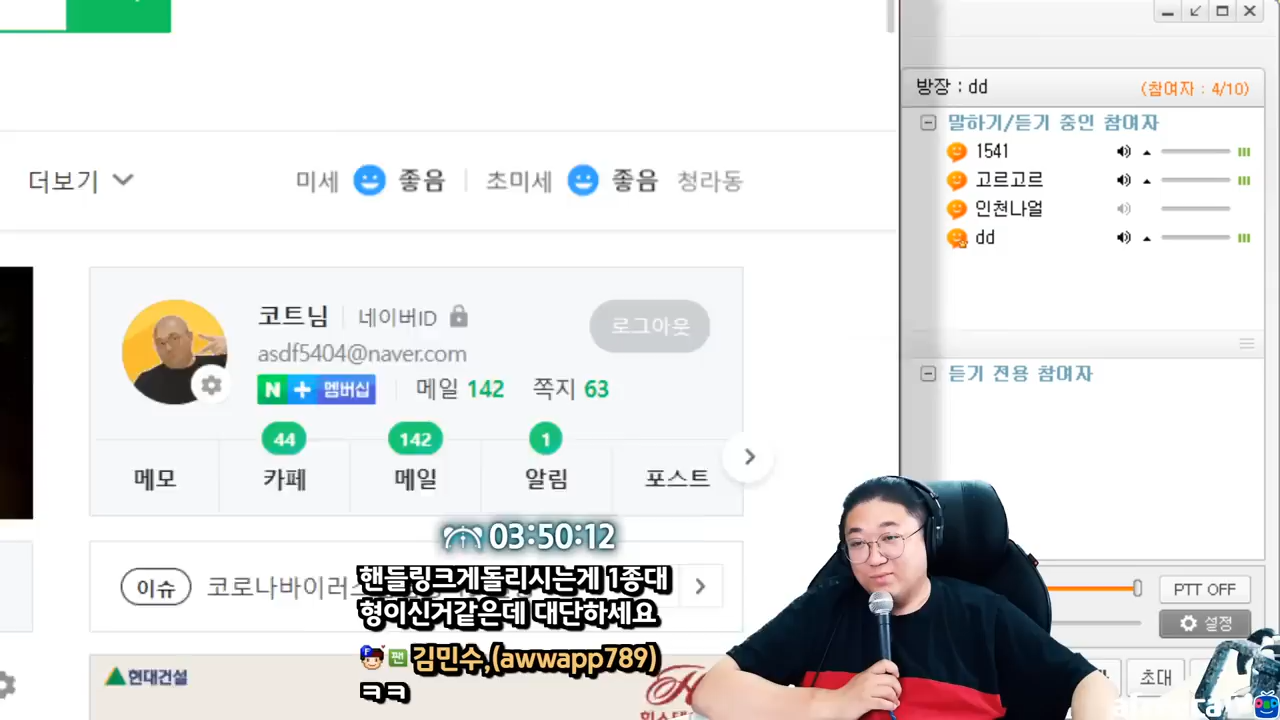 방장 : dd
(참여자 : 4/10)
말하기/듣기 중인 참여자
1541
고르고르
인천나얼
dd
듣기 전용 참여자
PTT OFF
설정
초대
더보기
미세 좋음 초미세 좋음 청라동
코트님 네이버ID
로그아웃
asdf5404@naver.com
N + 멤버십 메일 142 쪽지 63
44 142 1
메모 카페 메일 알림 포스트
03:50:12
이슈 코로나바이러스
핸들링크게돌리시는게 1종대
형이신거같은데 대단하세요
팬 김민수,(awwapp789)
ㅋㅋ
현대건설